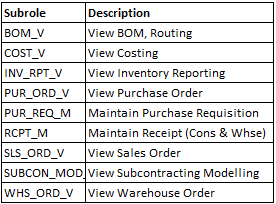 Subrole Description
BOM_V View BOM, Routing
COST_V View Costing
INV_RPT_V View Inventory Reporting
PUR_ORD_V View Purchase Order
PUR_REQ_M Maintain Purchase Requisition
RCPT_M Maintain Receipt (Cons & Whse)
SLS_ORD_V View Sales Order
SUBCON_MOD_ View Subcontracting Modelling
WHS_ORD_V View Warehouse Order